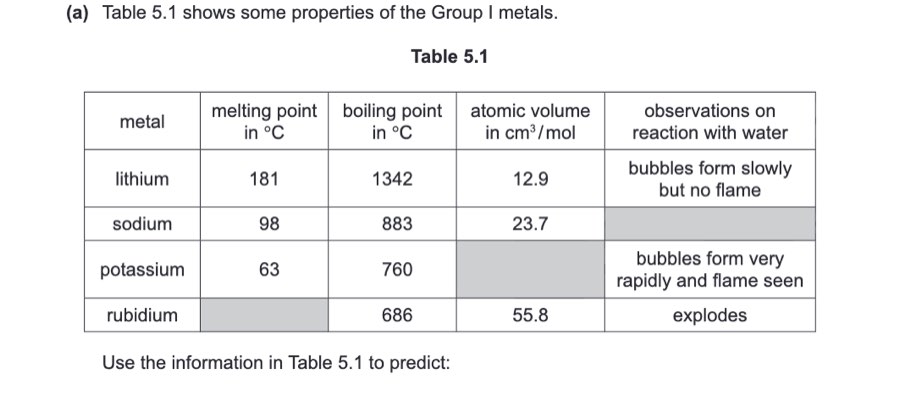 (a) Table 5.1 shows some properties of the Group I metals.
Table 5.1
metal | melting point in °C | boiling point in °C | atomic volume in cm³/mol | observations on reaction with water
lithium | 181 | 1342 | 12.9 | bubbles form slowly but no flame
sodium | 98 | 883 | 23.7 |
potassium | 63 | 760 | | bubbles form very rapidly and flame seen
rubidium | | 686 | 55.8 | explodes
Use the information in Table 5.1 to predict: